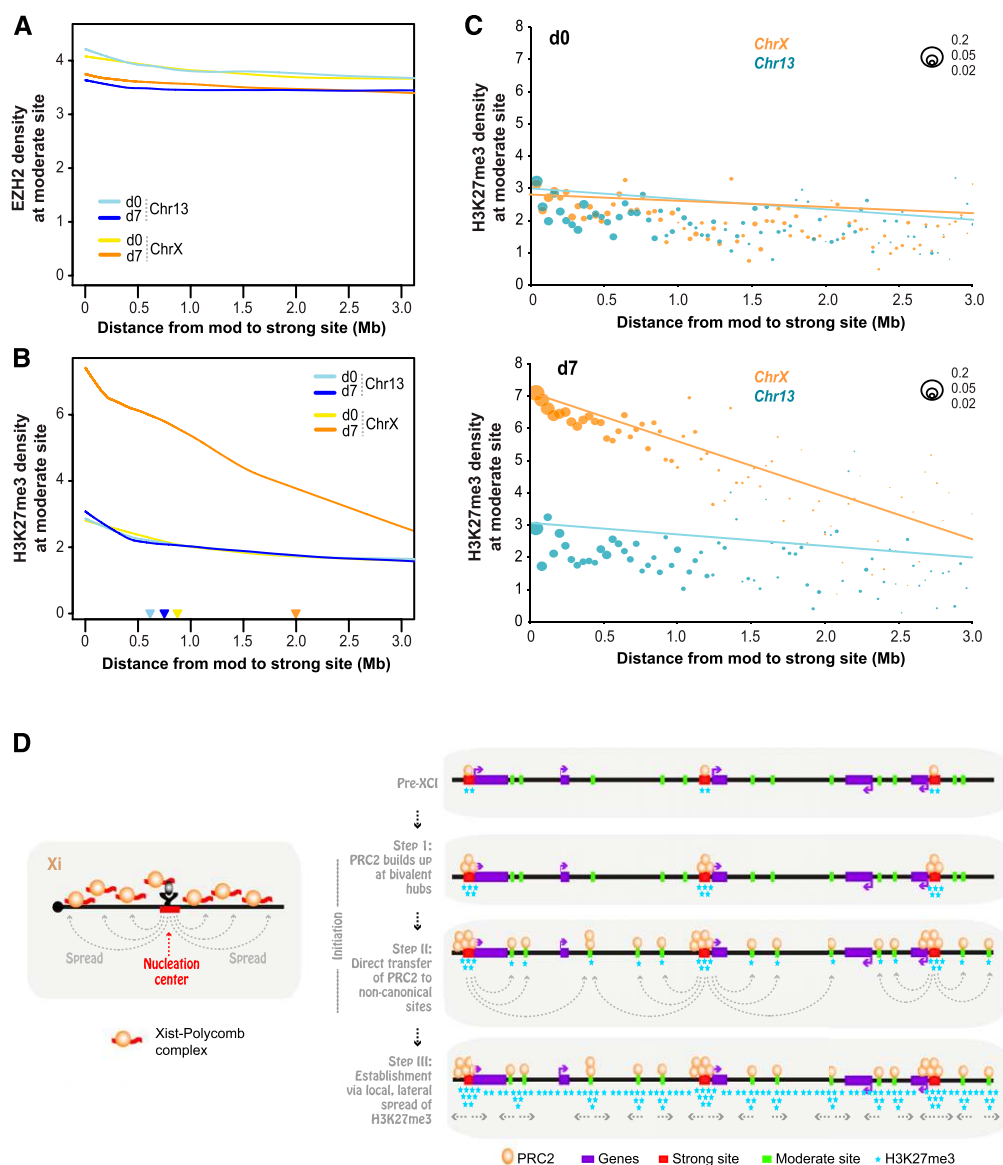 A
EZH2 density
at moderate site
4
3
2
1
0
d0
d7
Chr13
d0
d7
ChrX
0
0.5
1.0
1.5
2.0
2.5
3.0
Distance from mod to strong site (Mb)
B
H3K27me3 density
at moderate site
6
4
2
0
d0
d7
Chr13
d0
d7
ChrX
0
0.5
1.0
1.5
2.0
2.5
3.0
Distance from mod to strong site (Mb)
C
d0
ChrX
Chr13
0.2
0.05
0.02
H3K27me3 density
at moderate site
8
7
6
5
4
3
2
1
0
0
0.5
1.0
1.5
2.0
2.5
3.0
Distance from mod to strong site (Mb)
d7
ChrX
Chr13
0.2
0.05
0.02
H3K27me3 density
at moderate site
8
7
6
5
4
3
2
1
0
0
0.5
1.0
1.5
2.0
2.5
3.0
Distance from mod to strong site (Mb)
D
Xi
Spread
Nucleation
center
Spread
Xist-Polycomb
complex
Pre-XCI
Initiation
Step I:
PRC2 builds up
at bivalent
hubs
Step II:
Direct transfer
of PRC2 to
non-canonical
sites
Step III:
Establishment
via local, lateral
spread of
H3K27me3
PRC2
Genes
Strong site
Moderate site
H3K27me3